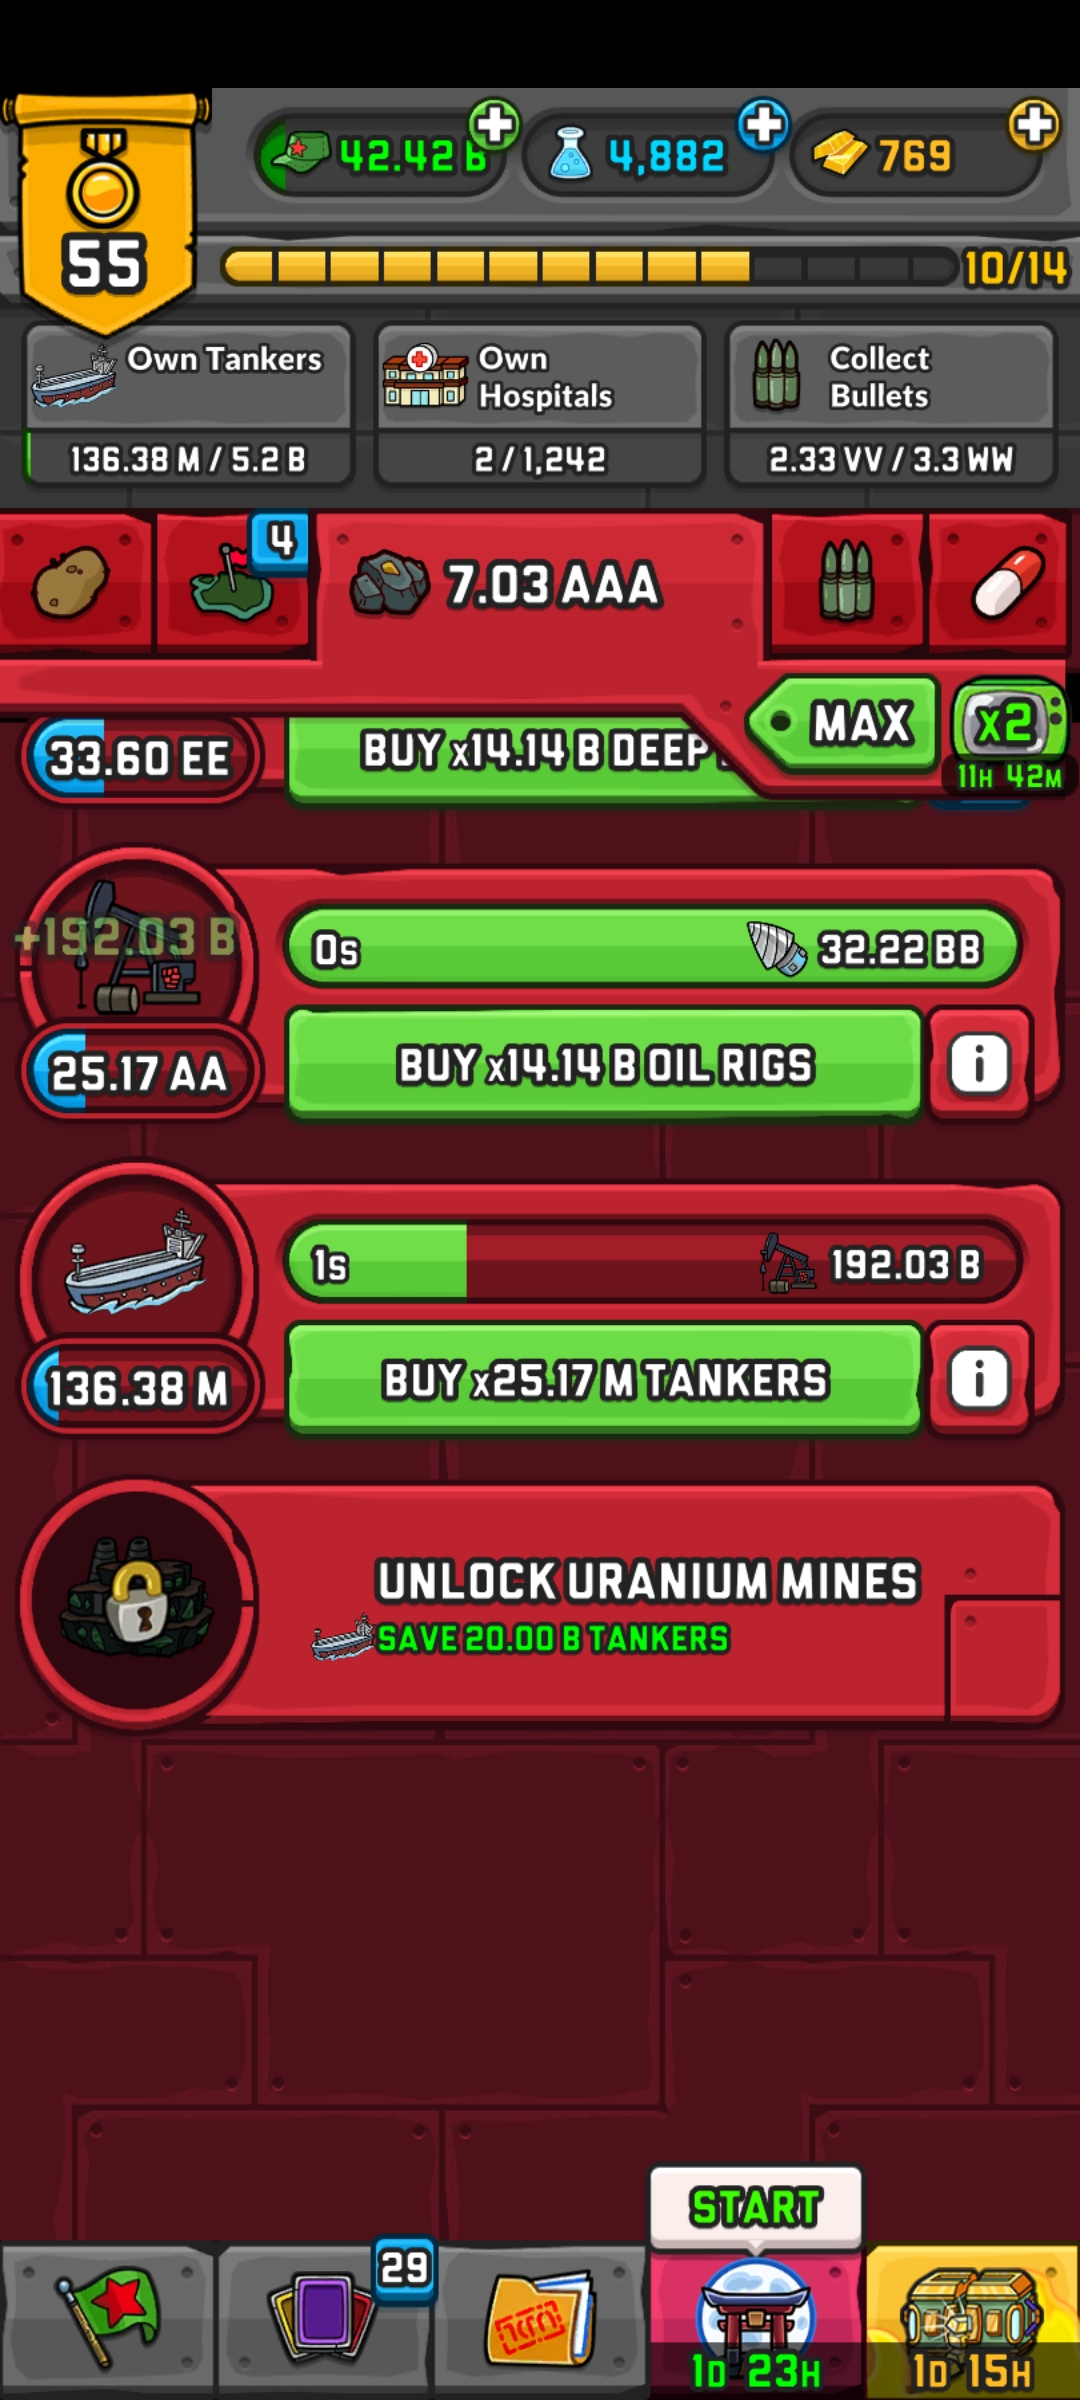 55
42.42 B
4,882
769
10/14
Own Tankers
136.38 M / 5.2 B
Own
Hospitals
2 / 1,242
Collect
Bullets
2.33 VV / 3.3 WW
4
7.03 AAA
MAX
x2
11H 42M
33.60 EE
BUY x14.14 B DEEP
+192.03 B
0s
32.22 BB
25.17 AA
BUY x14.14 B OIL RIGS
i
1s
192.03 B
136.38 M
BUY x25.17 M TANKERS
i
UNLOCK URANIUM MINES
SAVE 20.00 B TANKERS
START
29
1D 23H
1D 15H